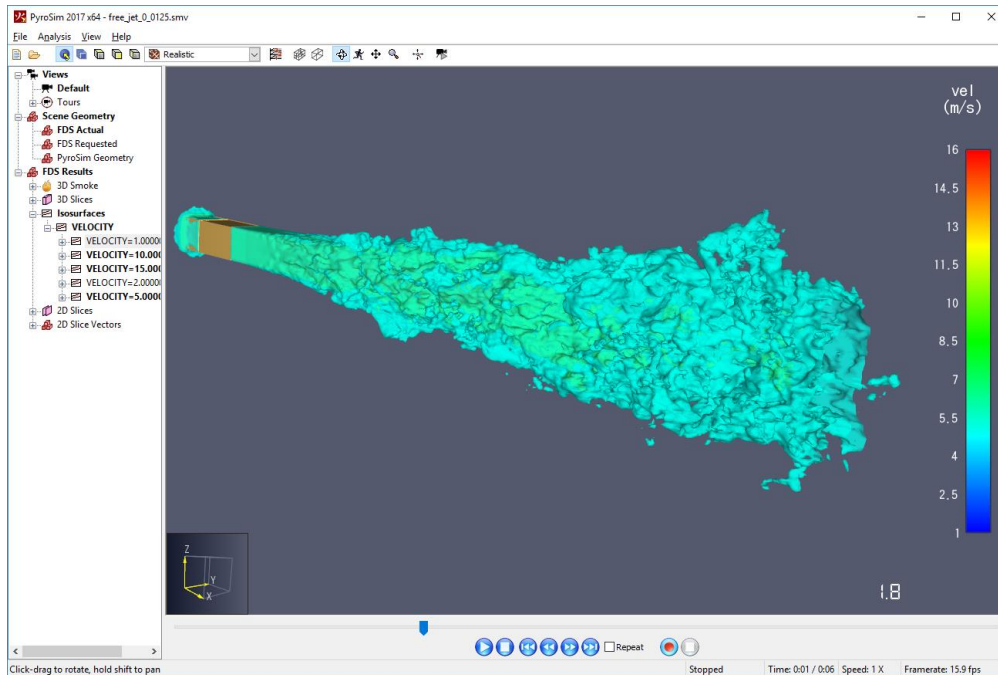 PyroSim 2017 x64 - free_jet_0_0125.smv
File Analysis View Help
Realistic
Views
Default
Tours
Scene Geometry
FDS Actual
FDS Requested
PyroSim Geometry
FDS Results
3D Smoke
3D Slices
Isosurfaces
VELOCITY
VELOCITY=1.0000
VELOCITY=10.000
VELOCITY=15.000
VELOCITY=2.0000
VELOCITY=5.0000
2D Slices
2D Slice Vectors
vel
(m/s)
16
14.5
13
11.5
10
8.5
7
5.5
4
2.5
1
Z
Y
X
1.8
Repeat
Click-drag to rotate, hold shift to pan
Stopped Time: 0:01 / 0:06 Speed: 1 X Framerate: 15.9 fps